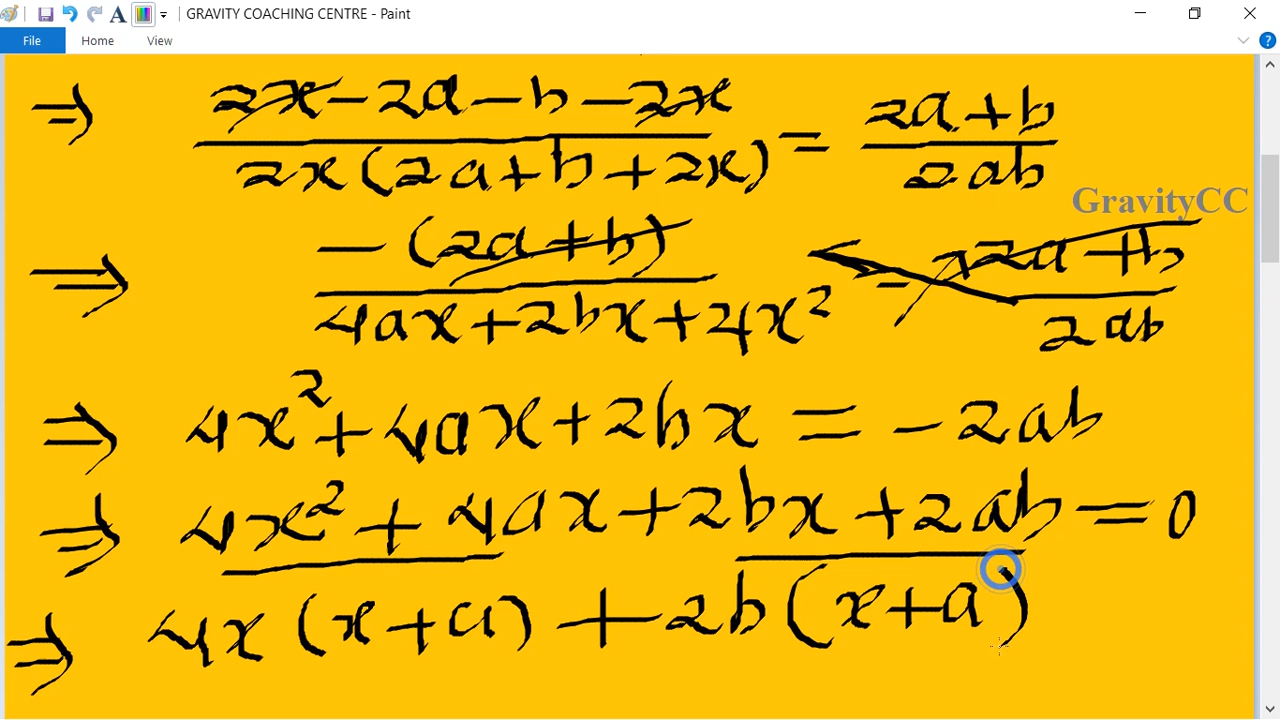 GRAVITY COACHING CENTRE - Paint
File Home View
⇒ (2x - 2a - b - 2x) / 2x(2a+b+2x) = (2a+b) / 2ab
GravityCC
⇒ -(2a+b) / 4ax+2bx+4x² = 2a+b / 2ab
⇒ 4x² + 4ax + 2bx = -2ab
⇒ 4x² + 4ax + 2bx + 2ab = 0
⇒ 4x(x+a) + 2b(x+a)